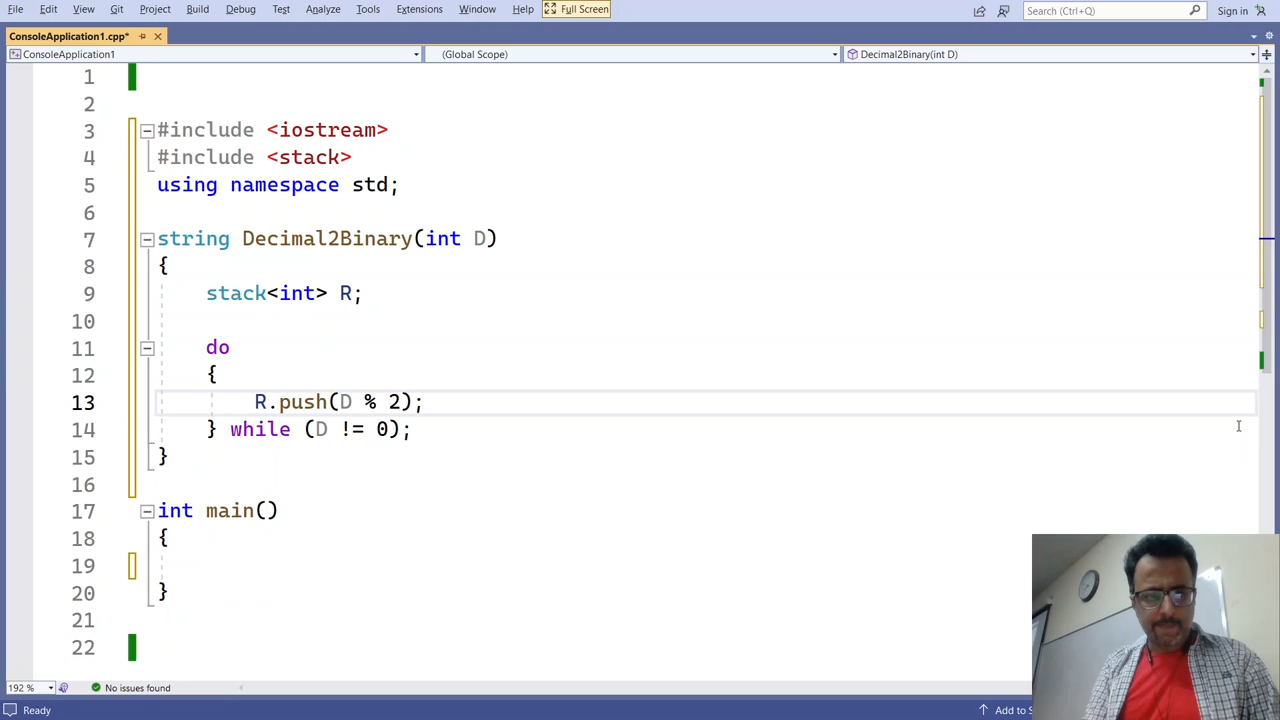 File Edit View Git Project Build Debug Test Analyze Tools Extensions Window Help Full Screen Search (Ctrl+Q) Sign in
ConsoleApplication1.cpp*
ConsoleApplication1 (Global Scope) Decimal2Binary(int D)
1
2
3 #include <iostream>
4 #include <stack>
5 using namespace std;
6
7 string Decimal2Binary(int D)
8 {
9 stack<int> R;
10
11 do
12 {
13 R.push(D % 2);
14 } while (D != 0);
15 }
16
17 int main()
18 {
19
20 }
21
22
192 % No issues found
Ready Add to S